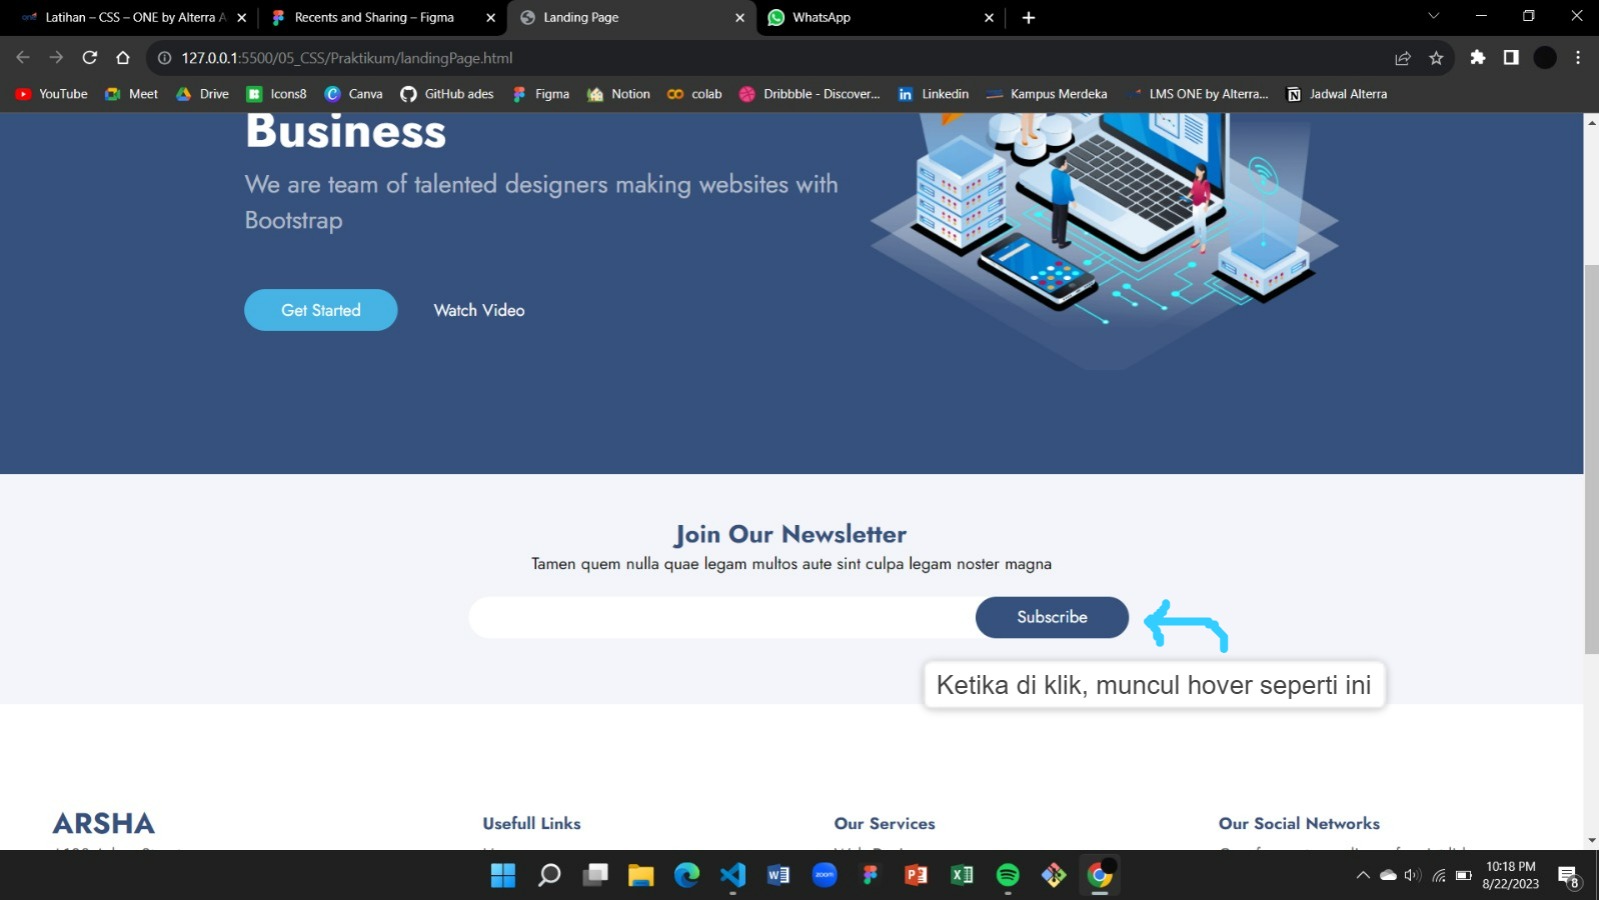 Latihan – CSS – ONE by Alterra A
Recents and Sharing – Figma
Landing Page
WhatsApp
127.0.0.1:5500/05_CSS/Praktikum/landingPage.html
YouTube
Meet
Drive
Icons8
Canva
GitHub ades
Figma
Notion
colab
Dribbble - Discover...
Linkedin
Kampus Merdeka
LMS ONE by Alterra...
Jadwal Alterra
Business
We are team of talented designers making websites with
Bootstrap
Get Started
Watch Video
Join Our Newsletter
Tamen quem nulla quae legam multos aute sint culpa legam noster magna
Subscribe
Ketika di klik, muncul hover seperti ini
ARSHA
Usefull Links
Our Services
Our Social Networks
zoom
10:18 PM
8/22/2023
8